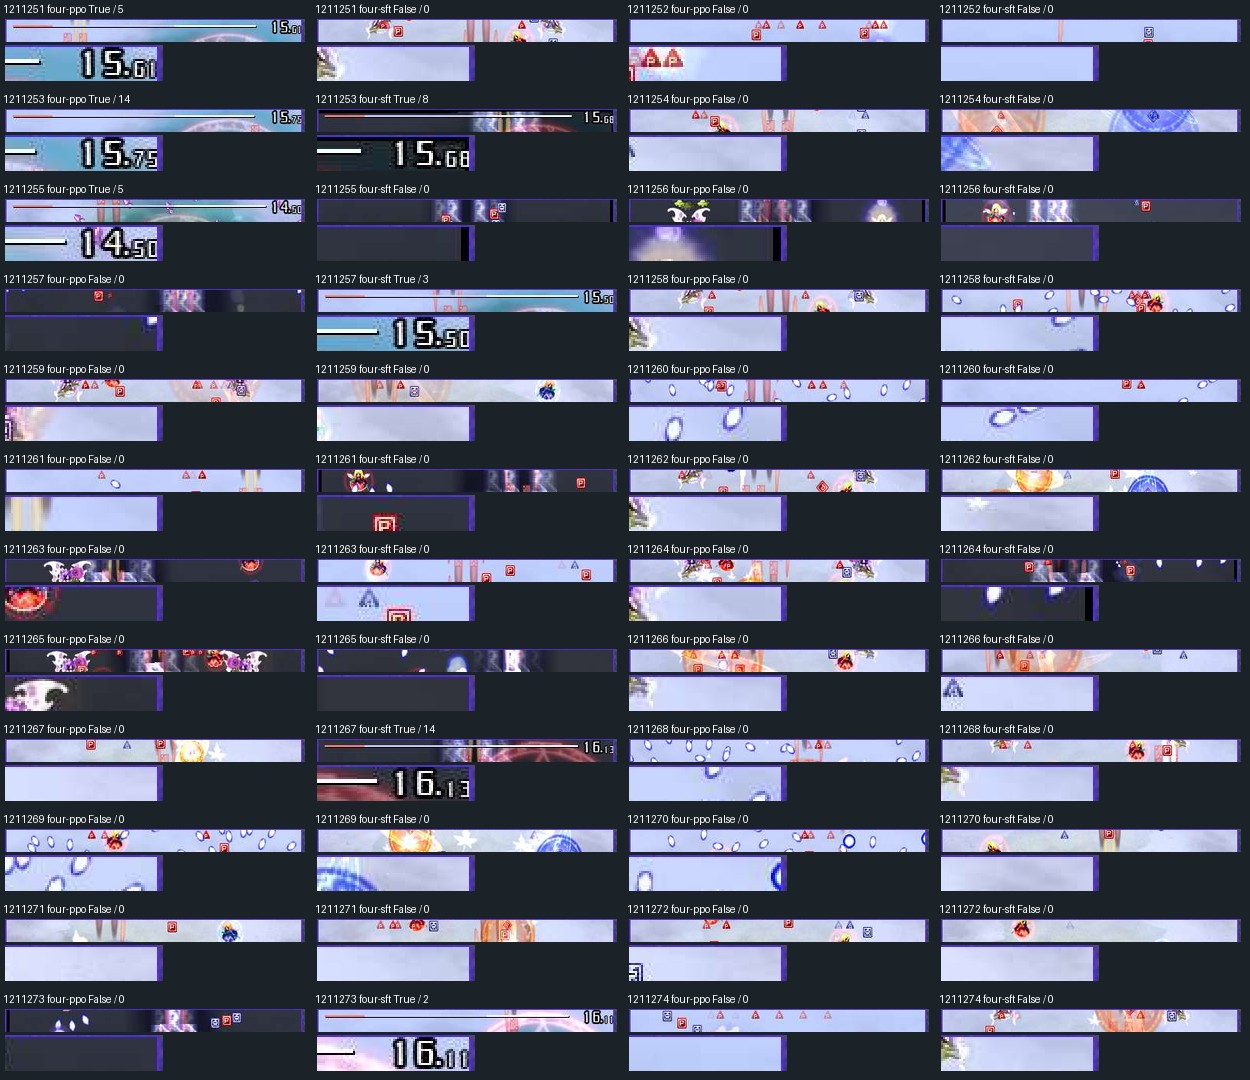 1211251 four-ppo True / 5
1211251 four-sft False / 0
1211252 four-ppo False / 0
1211252 four-sft False / 0
15.61
15.61
1211253 four-ppo True / 14
1211253 four-sft True / 8
1211254 four-ppo False / 0
1211254 four-sft False / 0
15.75
15.68
15.75
15.68
1211255 four-ppo True / 5
1211255 four-sft False / 0
1211256 four-ppo False / 0
1211256 four-sft False / 0
14.50
14.50
1211257 four-ppo False / 0
1211257 four-sft True / 3
1211258 four-ppo False / 0
1211258 four-sft False / 0
15.50
15.50
1211259 four-ppo False / 0
1211259 four-sft False / 0
1211260 four-ppo False / 0
1211260 four-sft False / 0
1211261 four-ppo False / 0
1211261 four-sft False / 0
1211262 four-ppo False / 0
1211262 four-sft False / 0
1211263 four-ppo False / 0
1211263 four-sft False / 0
1211264 four-ppo False / 0
1211264 four-sft False / 0
1211265 four-ppo False / 0
1211265 four-sft False / 0
1211266 four-ppo False / 0
1211266 four-sft False / 0
1211267 four-ppo False / 0
1211267 four-sft True / 14
1211268 four-ppo False / 0
1211268 four-sft False / 0
16.13
16.13
1211269 four-ppo False / 0
1211269 four-sft False / 0
1211270 four-ppo False / 0
1211270 four-sft False / 0
1211271 four-ppo False / 0
1211271 four-sft False / 0
1211272 four-ppo False / 0
1211272 four-sft False / 0
1211273 four-ppo False / 0
1211273 four-sft True / 2
1211274 four-ppo False / 0
1211274 four-sft False / 0
16.11
16.11